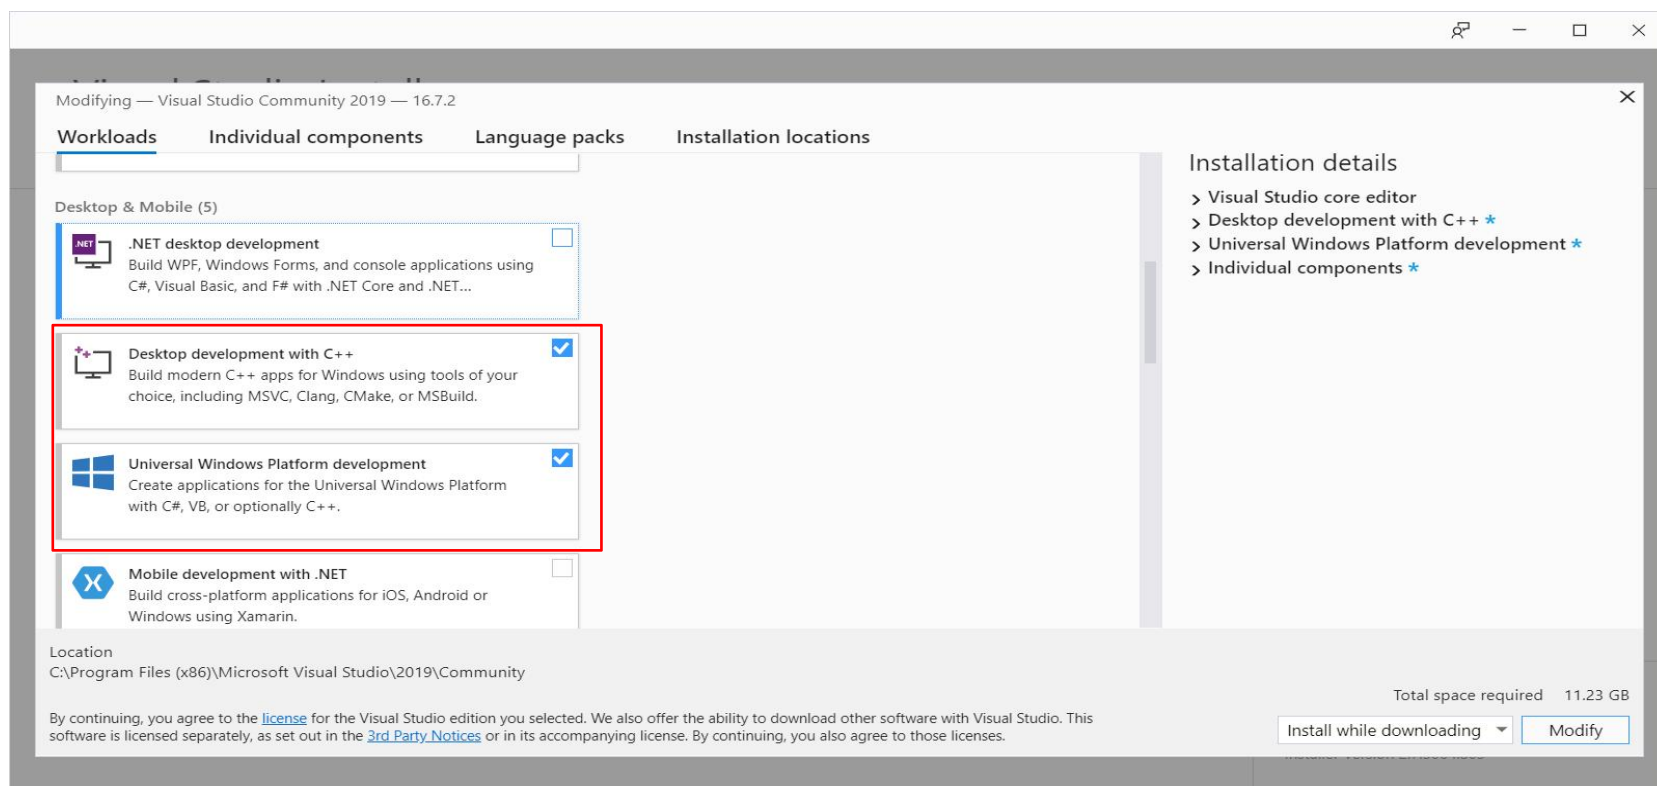 Modifying — Visual Studio Community 2019 — 16.7.2
Workloads
Individual components
Language packs
Installation locations
Desktop & Mobile (5)
.NET
.NET desktop development
Build WPF, Windows Forms, and console applications using
C#, Visual Basic, and F# with .NET Core and .NET...
Desktop development with C++
Build modern C++ apps for Windows using tools of your
choice, including MSVC, Clang, CMake, or MSBuild.
Universal Windows Platform development
Create applications for the Universal Windows Platform
with C#, VB, or optionally C++.
Mobile development with .NET
Build cross-platform applications for iOS, Android or
Windows using Xamarin.
Installation details
Visual Studio core editor
Desktop development with C++ *
Universal Windows Platform development *
Individual components *
Location
C:\Program Files (x86)\Microsoft Visual Studio\2019\Community
By continuing, you agree to the license for the Visual Studio edition you selected. We also offer the ability to download other software with Visual Studio. This
software is licensed separately, as set out in the 3rd Party Notices or in its accompanying license. By continuing, you also agree to those licenses.
Total space required 11.23 GB
Install while downloading
Modify